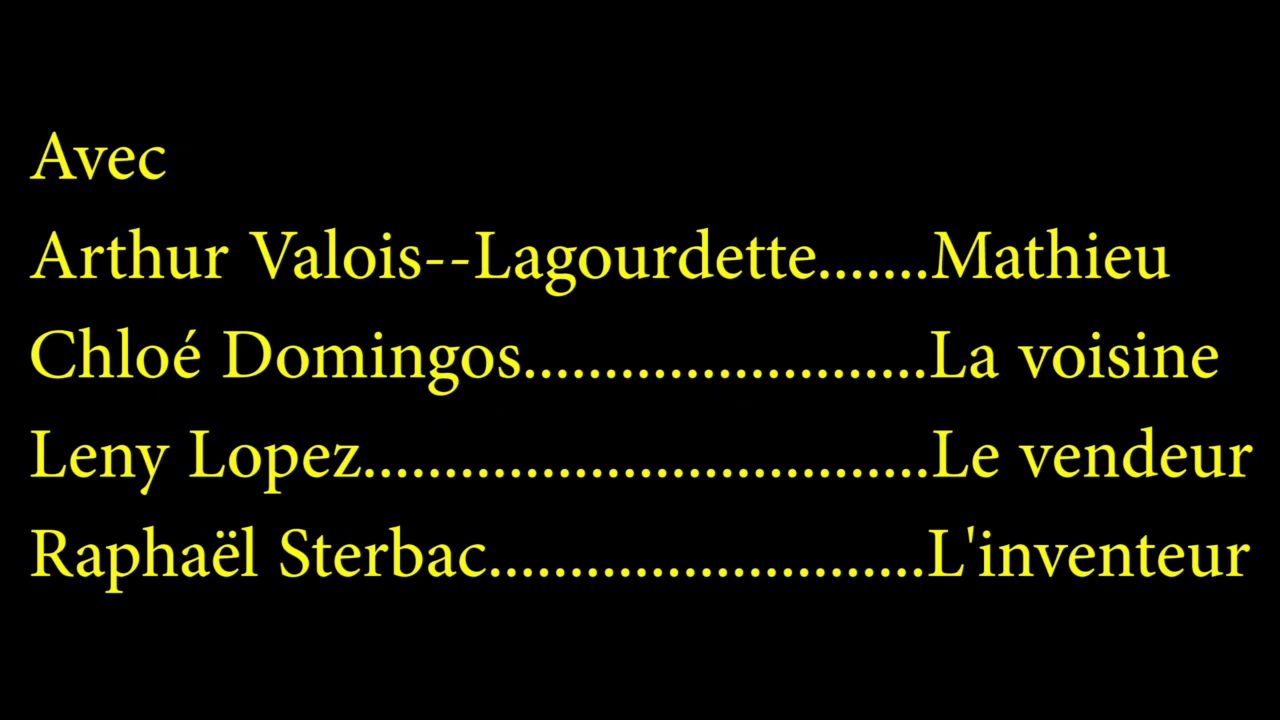 Avec
Arthur Valois--Lagourdette.......Mathieu
Chloé Domingos.........................La voisine
Leny Lopez...................................Le vendeur
Raphaël Sterbac...........................L'inventeur